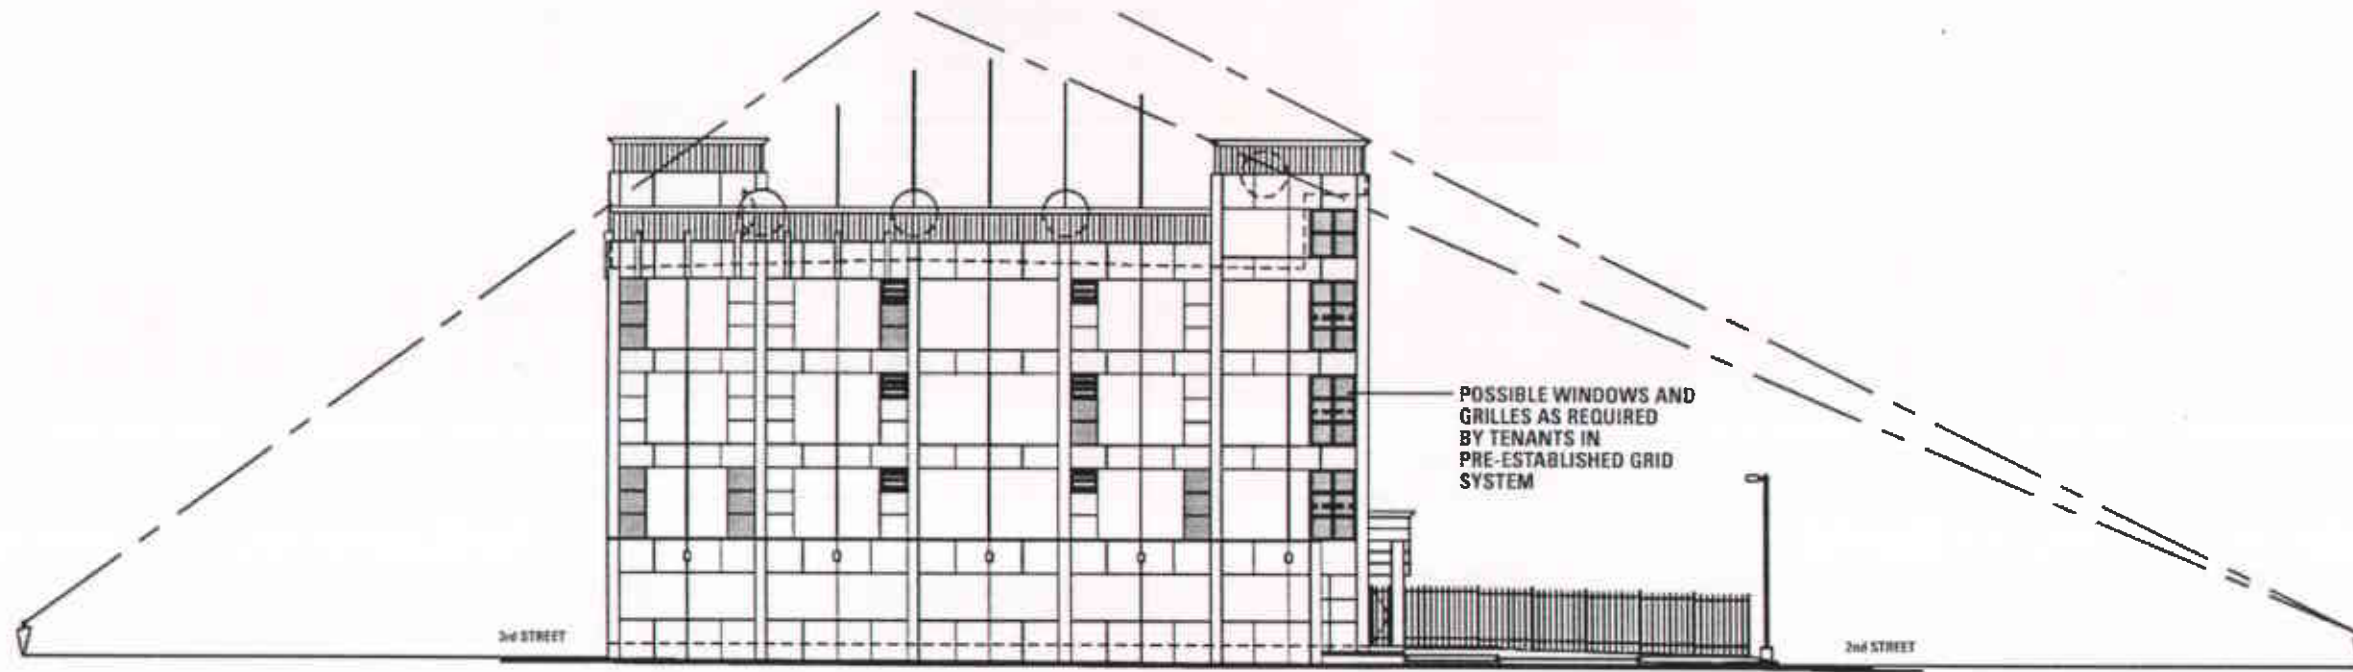 POSSIBLE WINDOWS AND
GRILLES AS REQUIRED
BY TENANTS IN
PRE-ESTABLISHED GRID
SYSTEM
3rd STREET
2nd STREET